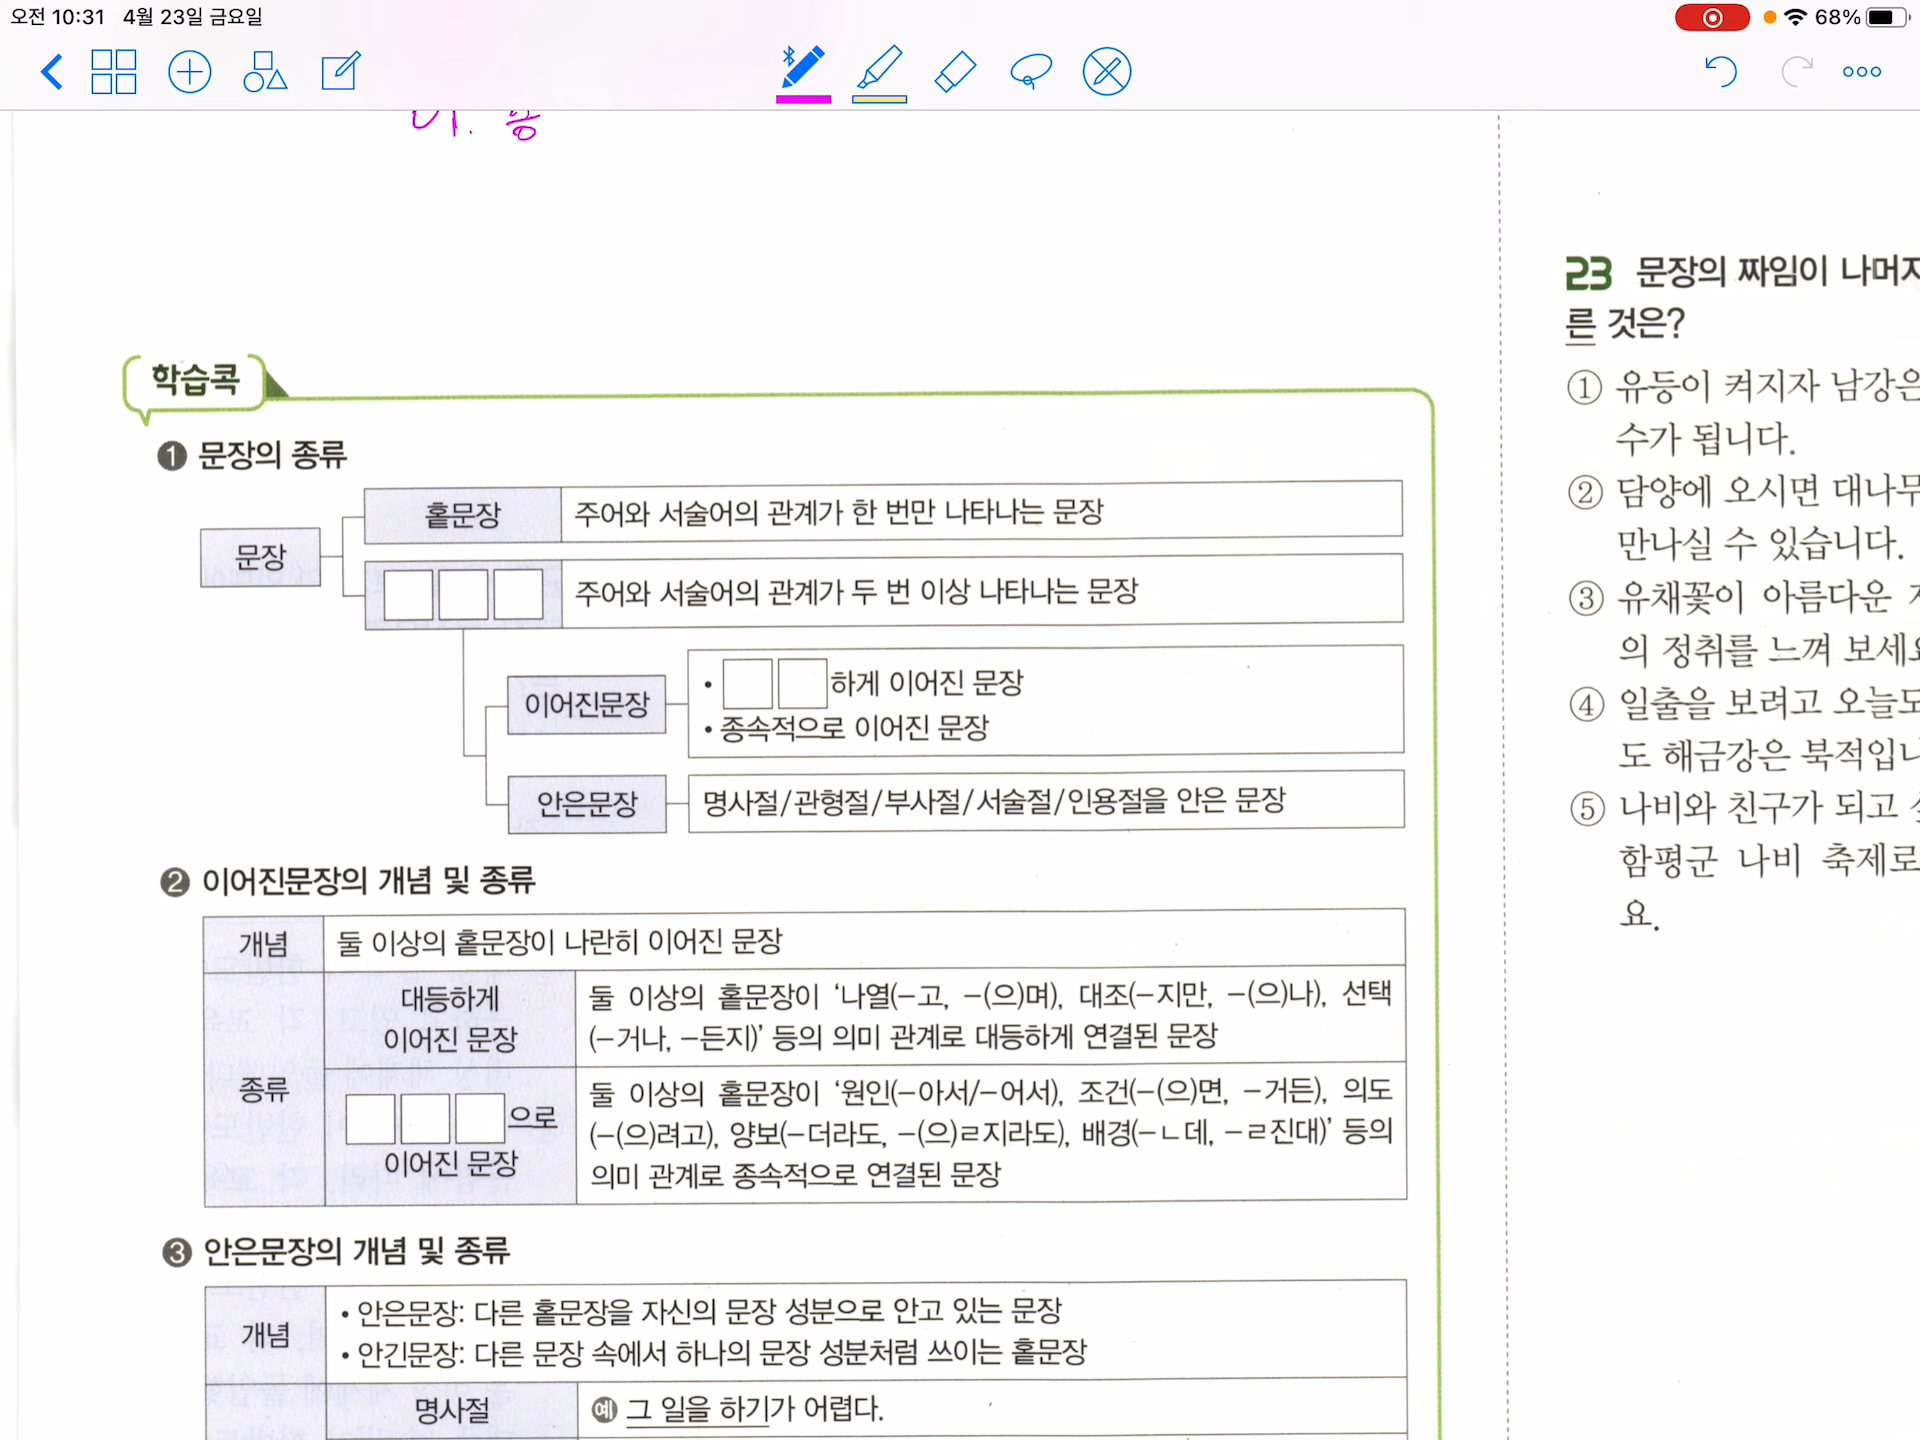 오전 10:31 4월 23일 금요일
68%
나. 용
학습콕
❶ 문장의 종류
문장
홑문장
주어와 서술어의 관계가 한 번만 나타나는 문장
주어와 서술어의 관계가 두 번 이상 나타나는 문장
이어진문장
• 하게 이어진 문장
• 종속적으로 이어진 문장
안은문장
명사절/관형절/부사절/서술절/인용절을 안은 문장
❷ 이어진문장의 개념 및 종류
개념
둘 이상의 홑문장이 나란히 이어진 문장
종류
대등하게
이어진 문장
둘 이상의 홑문장이 ‘나열(–고, –(으)며), 대조(–지만, –(으)나), 선택
(–거나, –든지)’ 등의 의미 관계로 대등하게 연결된 문장
으로
이어진 문장
둘 이상의 홑문장이 ‘원인(–아서/–어서), 조건(–(으)면, –거든), 의도
(–(으)려고), 양보(–더라도, –(으)ㄹ지라도), 배경(–ㄴ데, –ㄹ진대)’ 등의
의미 관계로 종속적으로 연결된 문장
❸ 안은문장의 개념 및 종류
개념
• 안은문장: 다른 홑문장을 자신의 문장 성분으로 안고 있는 문장
• 안긴문장: 다른 문장 속에서 하나의 문장 성분처럼 쓰이는 홑문장
명사절
예 그 일을 하기가 어렵다.
23 문장의 짜임이 나머지
른 것은?
① 유등이 켜지자 남강은
수가 됩니다.
② 담양에 오시면 대나무
만나실 수 있습니다.
③ 유채꽃이 아름다운
의 정취를 느껴 보세요
④ 일출을 보려고 오늘도
도 해금강은 북적입니
⑤ 나비와 친구가 되고
함평군 나비 축제로
요.